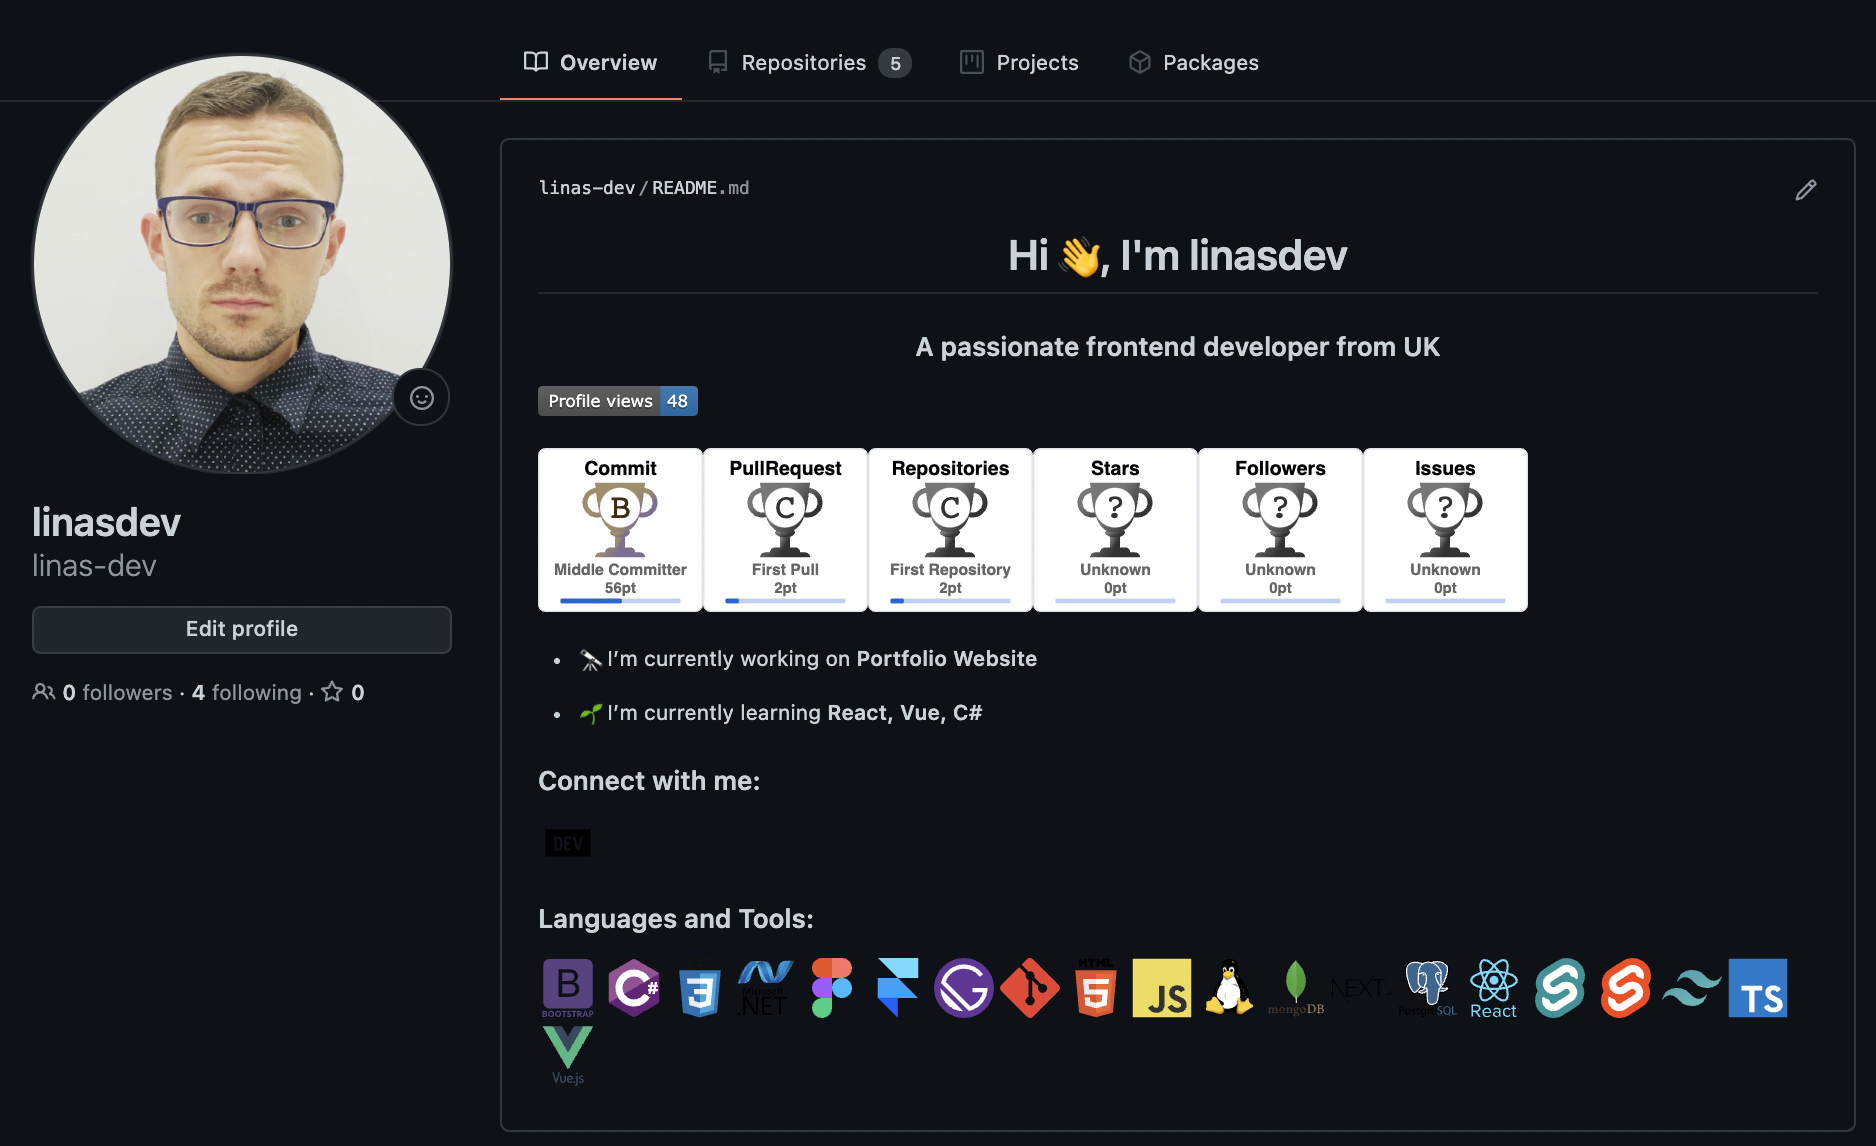 Overview Repositories 5 Projects Packages
linas-dev/README.md
Hi 👋, I'm linasdev
A passionate frontend developer from UK
Profile views 48
Commit PullRequest Repositories Stars Followers Issues
B C C ? ? ?
Middle Committer First Pull First Repository Unknown Unknown Unknown
56pt 2pt 2pt 0pt 0pt 0pt
linasdev
linas-dev
Edit profile
0 followers · 4 following · 0
I’m currently working on Portfolio Website
I’m currently learning React, Vue, C#
Connect with me:
DEV
Languages and Tools:
B C# 3 G HTML 5 JS S S TS
BOOTSTRAP Microsoft .NET mongoDB NEXT.JS PostgreSQL React
Vue.js